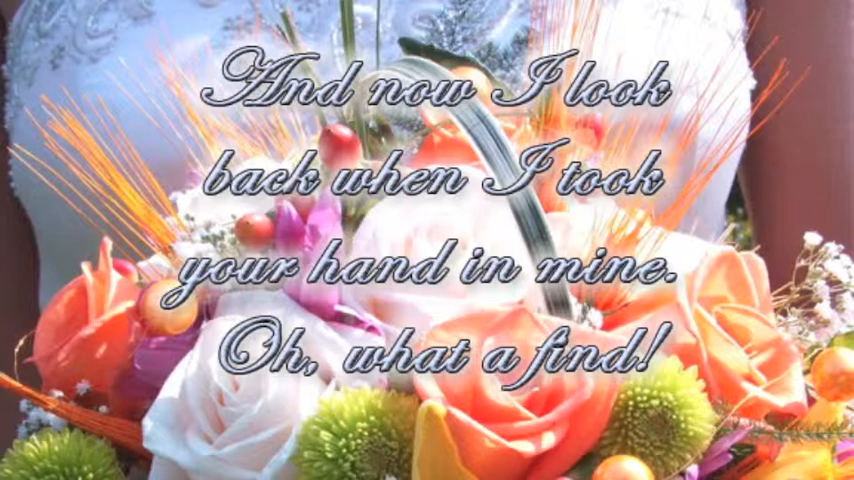 And now I look
back when I took
your hand in mine.
Oh, what a find!